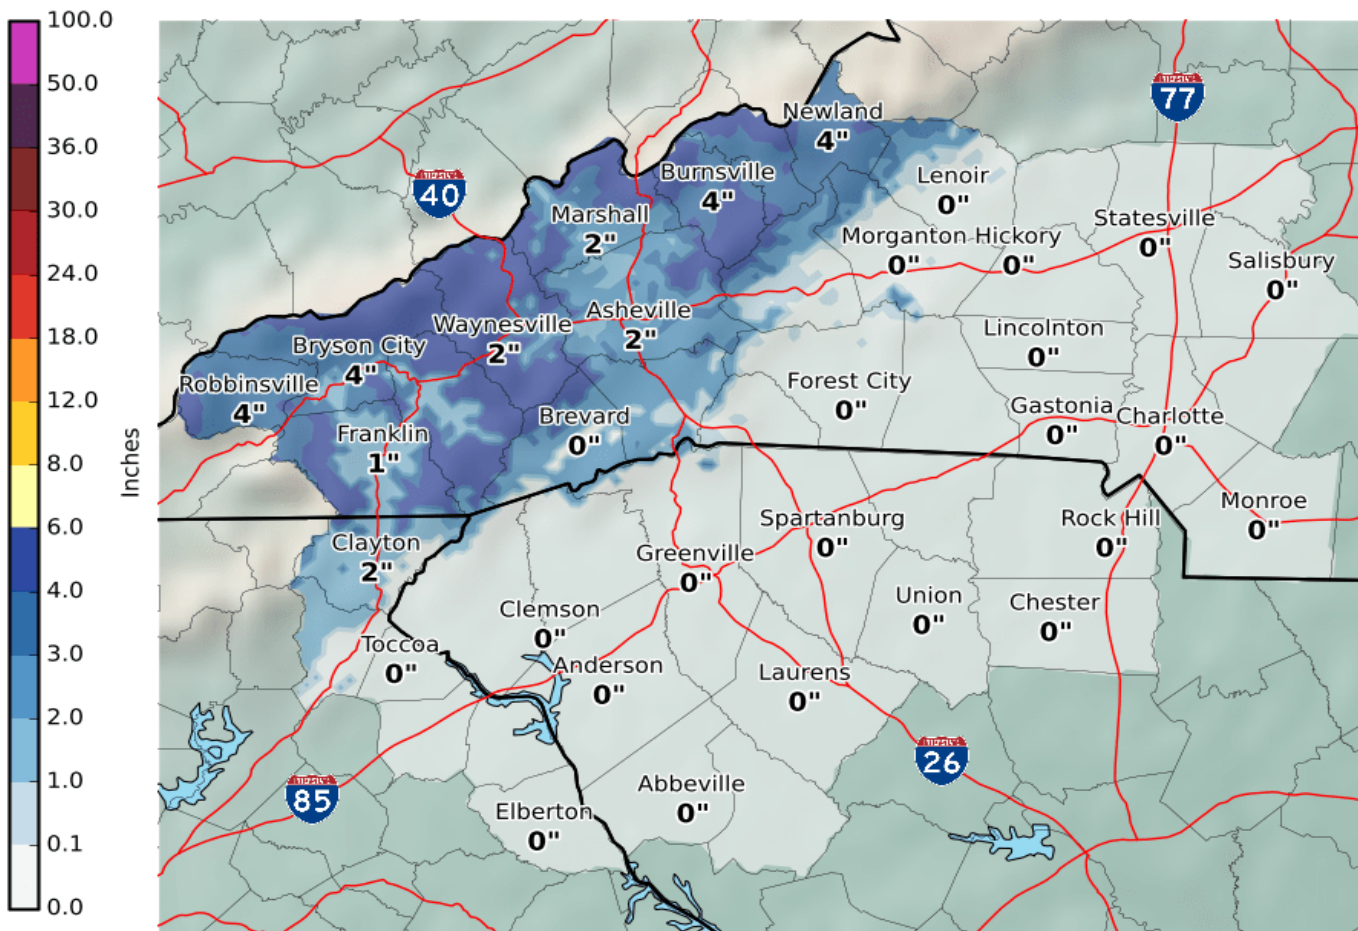 100.0
50.0
36.0
30.0
24.0
18.0
12.0
8.0
6.0
4.0
3.0
2.0
1.0
0.1
0.0
Inches
77
40
Newland
4"
Burnsville
4"
Lenoir
0"
Marshall
2"
Statesville
0"
Morganton Hickory
0" 0"
Salisbury
0"
Asheville
2"
Waynesville
2"
Lincolnton
0"
Bryson City
4"
Robbinsville
4"
Forest City
0"
Brevard
0"
Gastonia
0"
Charlotte
0"
Franklin
1"
Monroe
0"
Spartanburg
0"
Rock Hill
0"
Clayton
2"
Greenville
0"
Union
0"
Chester
0"
Clemson
0"
Toccoa
0"
Anderson
0"
Laurens
0"
26
85
Abbeville
0"
Elberton
0"